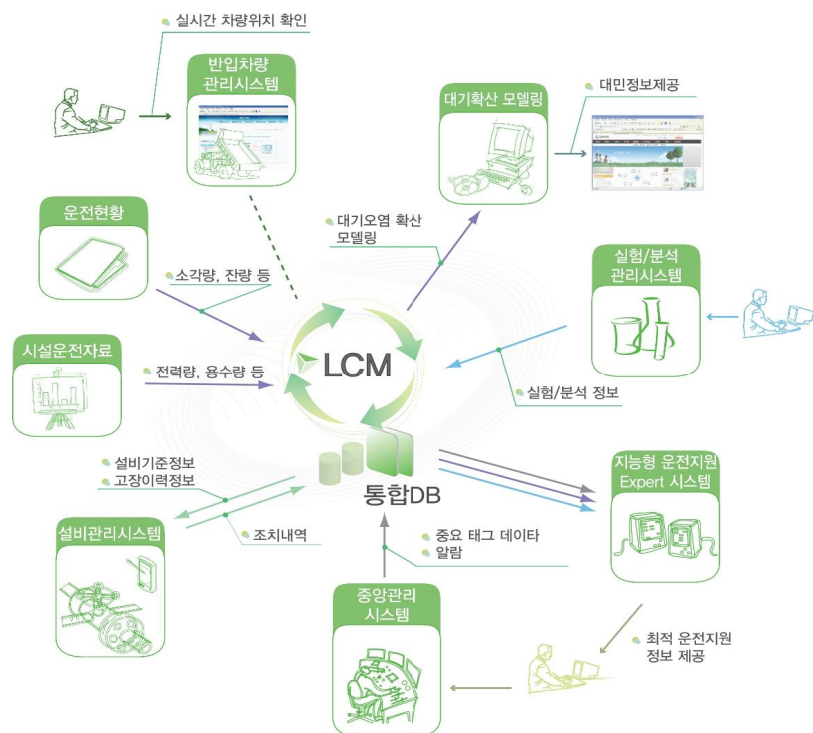 실시간 차량위치 확인
반입차량
관리시스템
대기확산 모델링
대민정보제공
운전현황
대기오염 확산
모델링
실험/분석
관리시스템
소각량, 잔량 등
시설운전자료
전력량, 용수량 등
LCM
실험/분석 정보
설비기준정보
고장이력정보
통합DB
지능형 운전지원
Expert 시스템
설비관리시스템
조치내역
중요 태그 데이타
알람
중앙관리
시스템
최적 운전지원
정보 제공